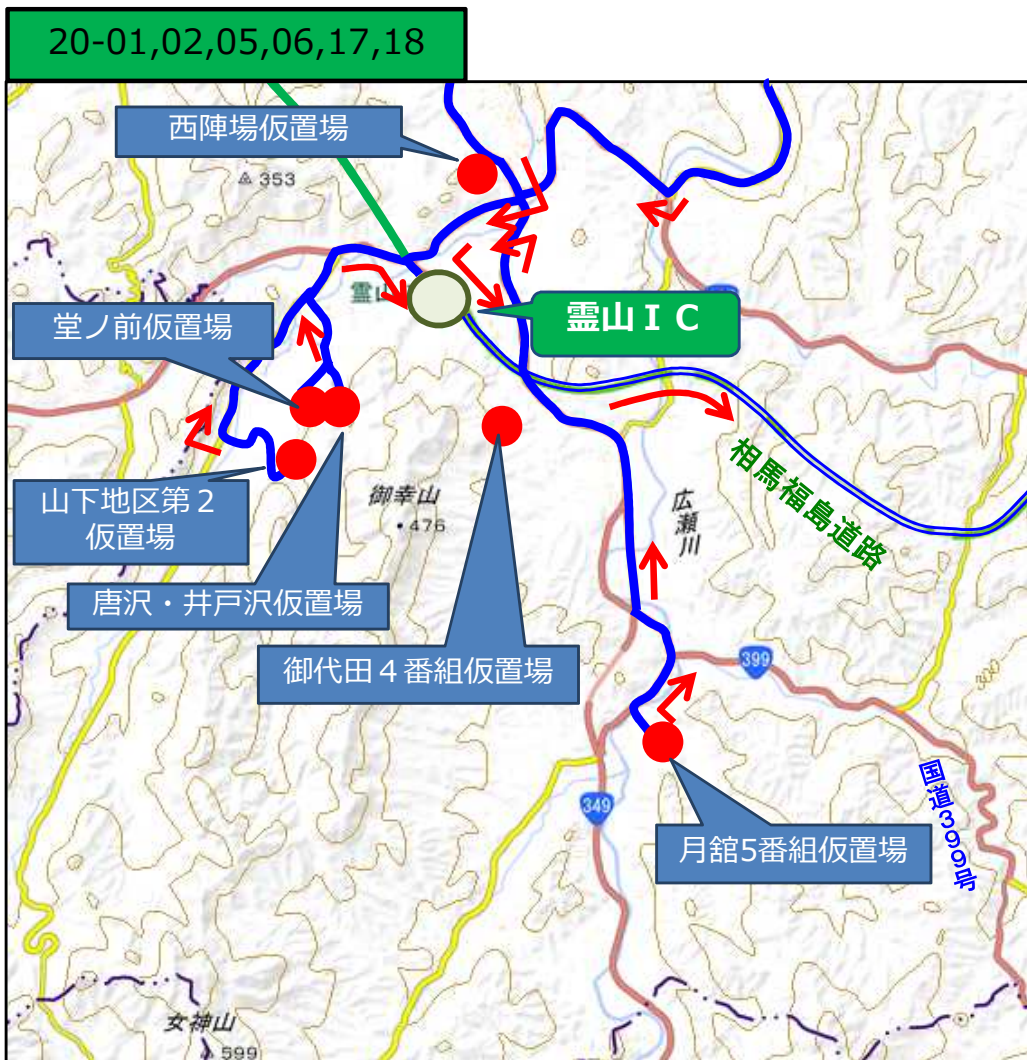 20-01,02,05,06,17,18
西陣場仮置場
353
霊山
霊山ＩＣ
堂ノ前仮置場
山下地区第２
仮置場
御幸山
476
広瀬川
相馬福島道路
唐沢・井戸沢仮置場
御代田４番組仮置場
399
国道399号
349
月舘5番組仮置場
女神山
599